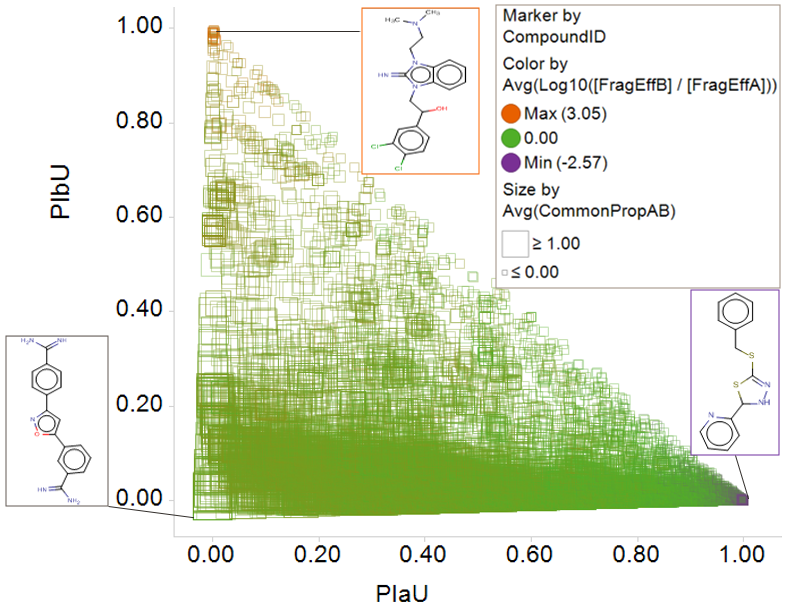 1.00
0.80
0.60
0.40
0.20
0.00
PIbU
0.00 0.20 0.40 0.60 0.80 1.00
PIaU
Marker by
CompoundID
Color by
Avg(Log10([FragEffB] / [FragEffA]))
Max (3.05)
0.00
Min (-2.57)
Size by
Avg(CommonPropAB)
≥ 1.00
≤ 0.00
CH₃
H₃C
N
N
HN
N
OH
Cl
Cl
H₂N NH
N
O
HN NH₂
S
S N
NH
N